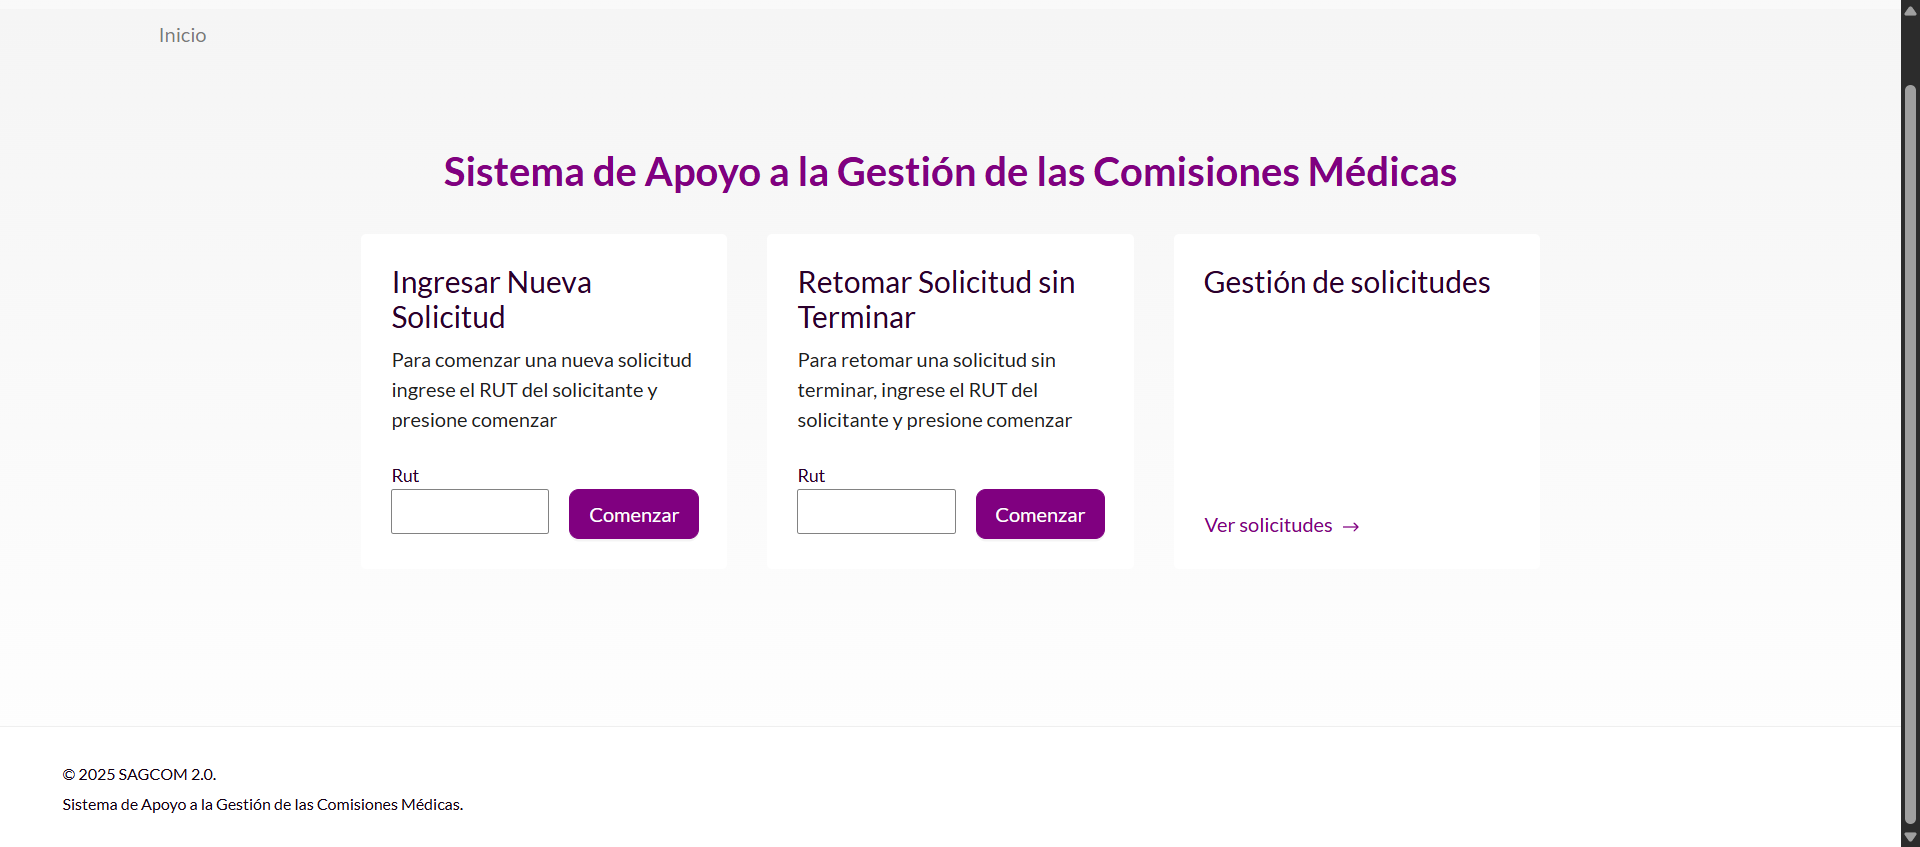 Inicio
Sistema de Apoyo a la Gestión de las Comisiones Médicas
Ingresar Nueva
Solicitud
Para comenzar una nueva solicitud
ingrese el RUT del solicitante y
presione comenzar
Rut
Comenzar
Retomar Solicitud sin
Terminar
Para retomar una solicitud sin
terminar, ingrese el RUT del
solicitante y presione comenzar
Rut
Comenzar
Gestión de solicitudes
Ver solicitudes →
© 2025 SAGCOM 2.0.
Sistema de Apoyo a la Gestión de las Comisiones Médicas.